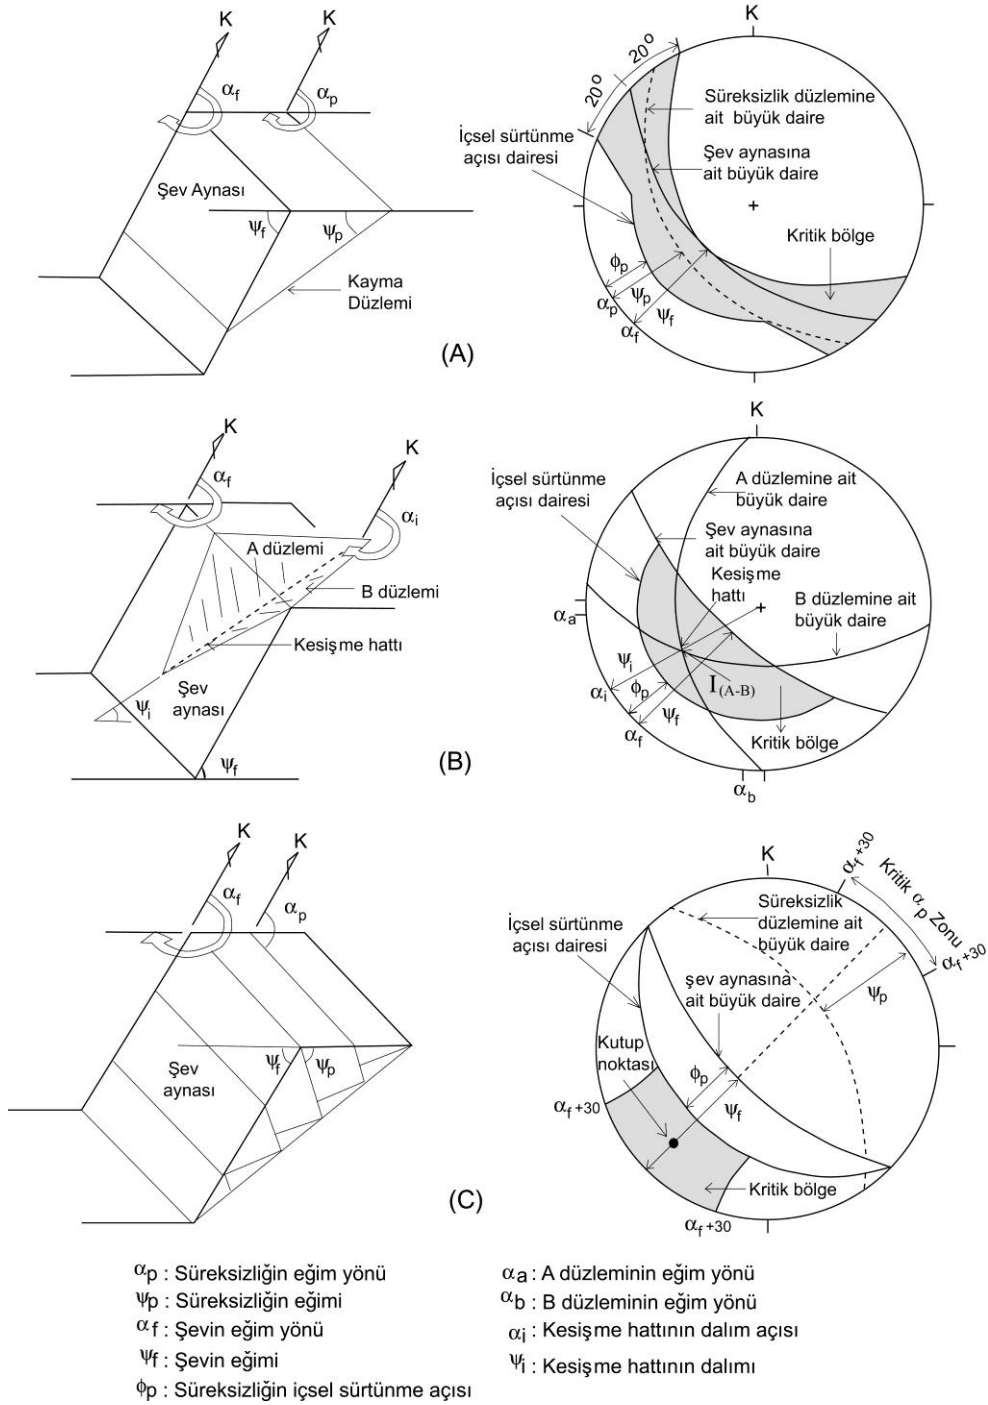 K
K
αf
αp
Şev Aynası
ψf
ψp
Kayma
Düzlemi
(A)
K
20°
20°
Süreksizlik düzlemine
ait büyük daire
İçsel sürtünme
açısı dairesi
Şev aynasına
ait büyük daire
Kritik bölge
ϕp
αp
ψp
αf
ψf
K
K
αf
αi
A düzlemi
B düzlemi
Kesişme hattı
Şev
aynası
ψi
ψf
(B)
K
İçsel sürtünme
açısı dairesi
A düzlemine ait
büyük daire
Şev aynasına
ait büyük daire
Kesişme
hattı
B düzlemine ait
büyük daire
αa
ψi
αi
ϕp
I(A-B)
αf
ψf
Kritik bölge
αb
K
K
αf
αp
Şev
aynası
ψf
ψp
(C)
K
αf+30
Kritik αp Zonu
αf+30
Süreksizlik
düzlemine ait
büyük daire
İçsel sürtünme
açısı dairesi
şev aynasına
ait büyük daire
ψp
Kutup
noktası
ϕp
ψf
αf+30
Kritik bölge
αf+30
αp : Süreksizliğin eğim yönü
ψp : Süreksizliğin eğimi
αf : Şevin eğim yönü
ψf : Şevin eğimi
ϕp : Süreksizliğin içsel sürtünme açısı
αa : A düzleminin eğim yönü
αb : B düzleminin eğim yönü
αi : Kesişme hattının dalım açısı
ψi : Kesişme hattının dalımı